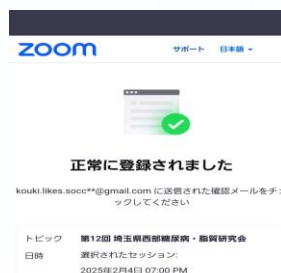 zoom
サポート 日本語
正常に登録されました
kouki.likes.socc**@gmail.com に送信された確認メールをチェ
ックしてください
トピック 第12回 埼玉県西部糖尿病・脂質研究会
日時 選択されたセッション:
2025年2月4日 07:00 PM